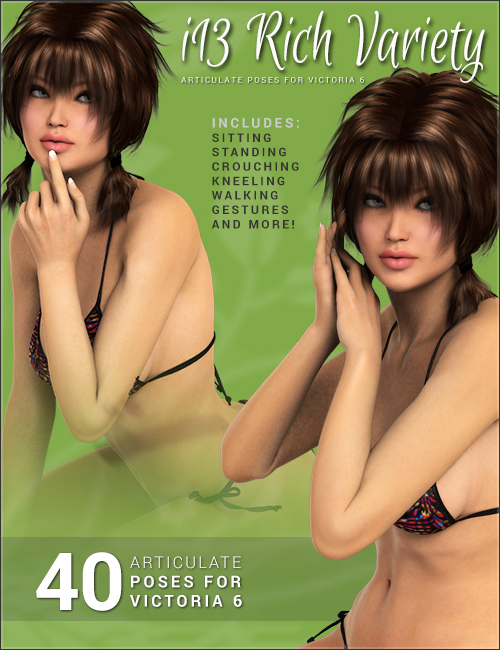 i13 Rich Variety
ARTICULATE POSES FOR VICTORIA 6
INCLUDES:
SITTING
STANDING
CROUCHING
KNEELING
WALKING
GESTURES
AND MORE!
40
ARTICULATE
POSES FOR
VICTORIA 6